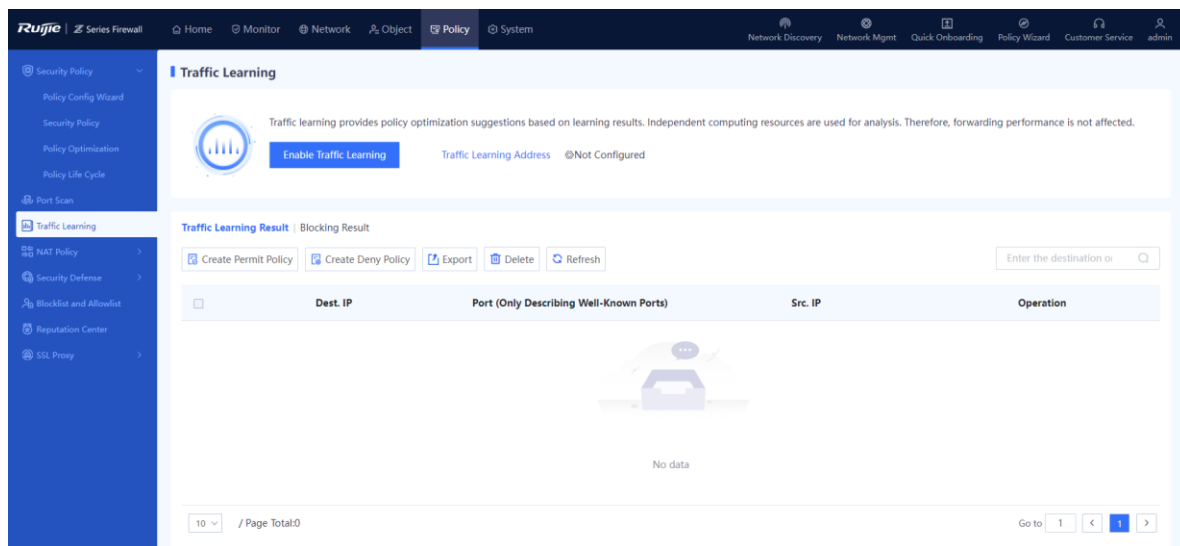 Ruijie | Z Series Firewall
Home
Monitor
Network
Object
Policy
System
Network Discovery
Network Mgmt
Quick Onboarding
Policy Wizard
Customer Service
admin
Security Policy
Policy Config Wizard
Security Policy
Policy Optimization
Policy Life Cycle
Port Scan
Traffic Learning
NAT Policy
Security Defense
Blocklist and Allowlist
Reputation Center
SSL Proxy
Traffic Learning
Traffic learning provides policy optimization suggestions based on learning results. Independent computing resources are used for analysis. Therefore, forwarding performance is not affected.
Enable Traffic Learning
Traffic Learning Address
Not Configured
Traffic Learning Result | Blocking Result
Create Permit Policy
Create Deny Policy
Export
Delete
Refresh
Enter the destination or
Dest. IP
Port (Only Describing Well-Known Ports)
Src. IP
Operation
No data
10
/ Page Total:0
Go to
1
<
1
>